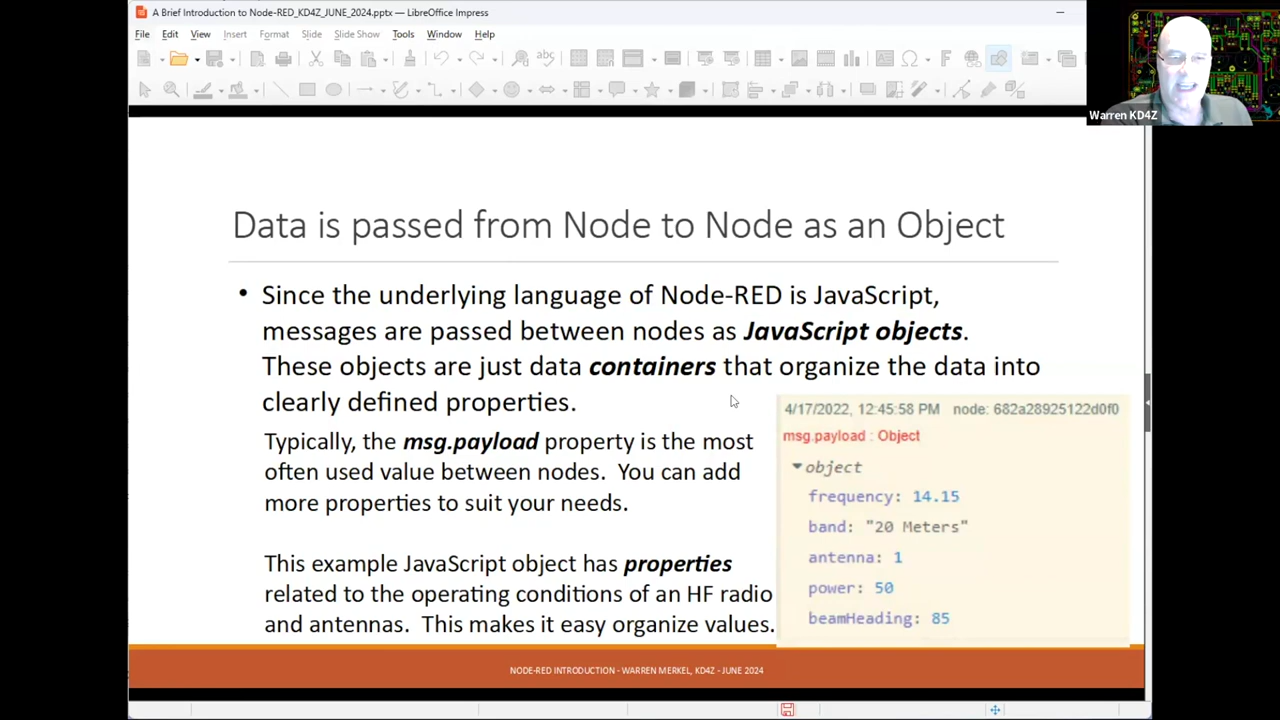 A Brief Introduction to Node-RED_KD4Z_JUNE_2024.pptx — LibreOffice Impress
File Edit View Insert Format Slide Slide Show Tools Window Help
Warren KD4Z
Data is passed from Node to Node as an Object
• Since the underlying language of Node-RED is JavaScript,
messages are passed between nodes as JavaScript objects.
These objects are just data containers that organize the data into
clearly defined properties.
Typically, the msg.payload property is the most
often used value between nodes. You can add
more properties to suit your needs.
This example JavaScript object has properties
related to the operating conditions of an HF radio
and antennas. This makes it easy organize values.
4/17/2022, 12:45:58 PM node: 682a28925122d0f0
msg.payload : Object
object
frequency: 14.15
band: "20 Meters"
antenna: 1
power: 50
beamHeading: 85
NODE-RED INTRODUCTION - WARREN MERKEL, KD4Z - JUNE 2024